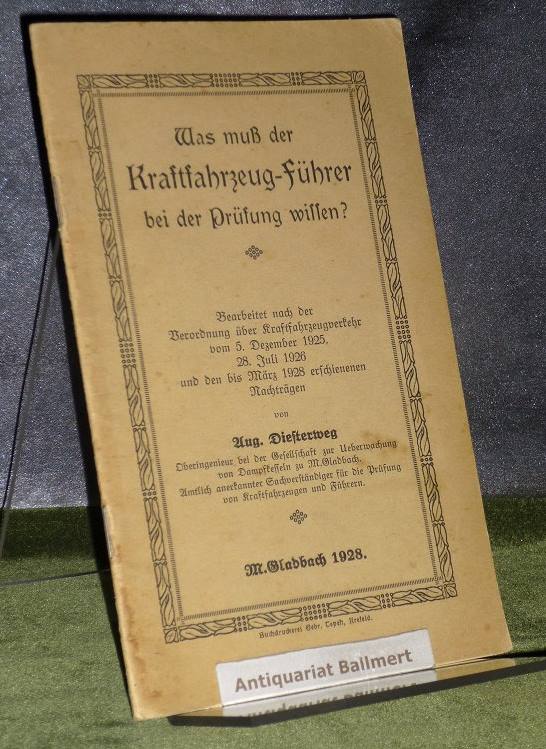 Was muß der
Kraftfahrzeug-Führer
bei der Prüfung wissen?
Bearbeitet nach der
Verordnung über Kraftfahrzeugverkehr
vom 5. Dezember 1925,
28. Juli 1926
und den bis März 1928 erschienenen
Nachträgen
von
Aug. Diesterweg
Oberingenieur bei der Gesellschaft zur Ueberwachung
von Dampfkesseln zu M.Gladbach.
Amtlich anerkannter Sachverständiger für die Prüfung
von Kraftfahrzeugen und Führern.
M.Gladbach 1928.
Buchdruckerei Gebr. Krefeld.
Antiquariat Ballmert